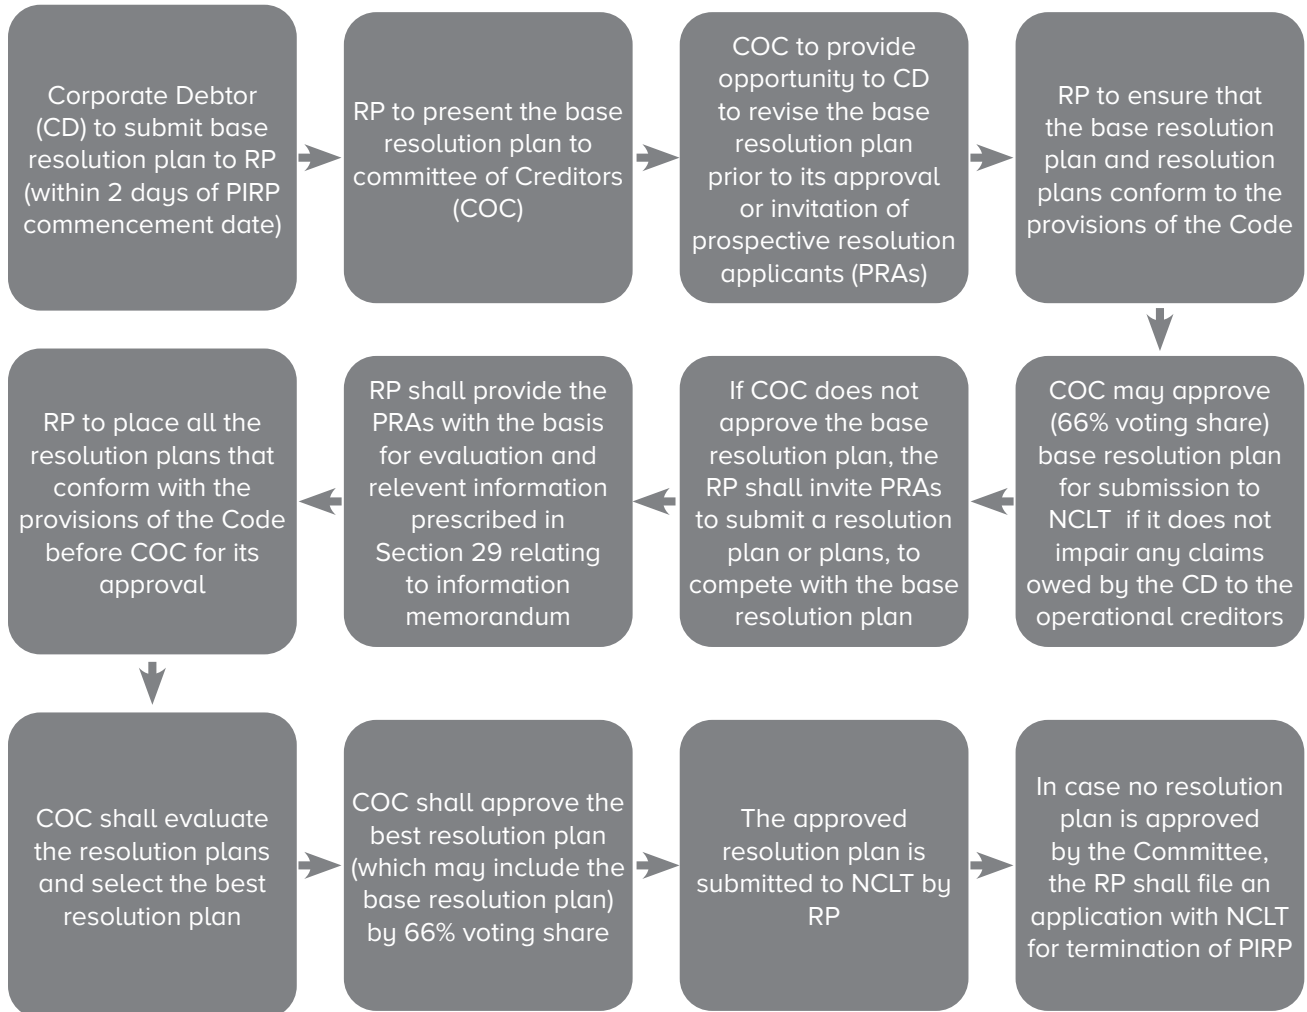 Corporate Debtor
(CD) to submit base
resolution plan to RP
(within 2 days of PIRP
commencement date)
RP to present the base
resolution plan to
committee of Creditors
(COC)
COC to provide
opportunity to CD
to revise the base
resolution plan
prior to its approval
or invitation of
prospective resolution
applicants (PRAs)
RP to ensure that
the base resolution
plan and resolution
plans conform to the
provisions of the Code
COC may approve
(66% voting share)
base resolution plan
for submission to
NCLT if it does not
impair any claims
owed by the CD to the
operational creditors
If COC does not
approve the base
resolution plan, the
RP shall invite PRAs
to submit a resolution
plan or plans, to
compete with the base
resolution plan
RP shall provide the
PRAs with the basis
for evaluation and
relevent information
prescribed in
Section 29 relating
to information
memorandum
RP to place all the
resolution plans that
conform with the
provisions of the Code
before COC for its
approval
COC shall evaluate
the resolution plans
and select the best
resolution plan
COC shall approve the
best resolution plan
(which may include the
base resolution plan)
by 66% voting share
The approved
resolution plan is
submitted to NCLT by
RP
In case no resolution
plan is approved
by the Committee,
the RP shall file an
application with NCLT
for termination of PIRP